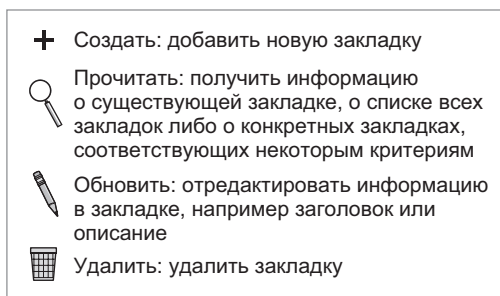 Создать: добавить новую закладку
Прочитать: получить информацию
о существующей закладке, о списке всех
закладок либо о конкретных закладках,
соответствующих некоторым критериям
Обновить: отредактировать информацию
в закладке, например заголовок или
описание
Удалить: удалить закладку